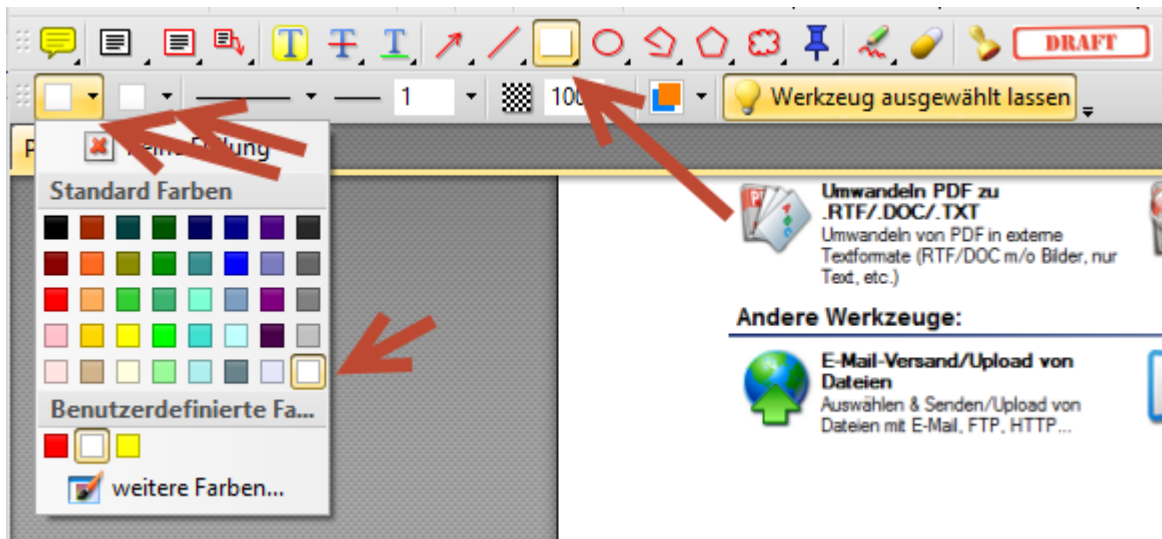 T T T DRAFT
1 Werkzeug ausgewählt lassen
Standard Farben
Benutzerdefinierte Fa...
weitere Farben...
Umwandeln PDF zu
.RTF/.DOC/.TXT
Umwandeln von PDF in externe
Textformate (RTF/DOC m/o Bilder, nur
Text, etc.)
Andere Werkzeuge:
E-Mail-Versand/Upload von
Dateien
Auswählen & Senden/Upload von
Dateien mit E-Mail, FTP, HTTP...